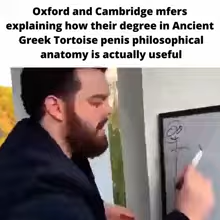 Oxford and Cambridge mfers
explaining how their degree in Ancient
Greek Tortoise penis philosophical
anatomy is actually useful